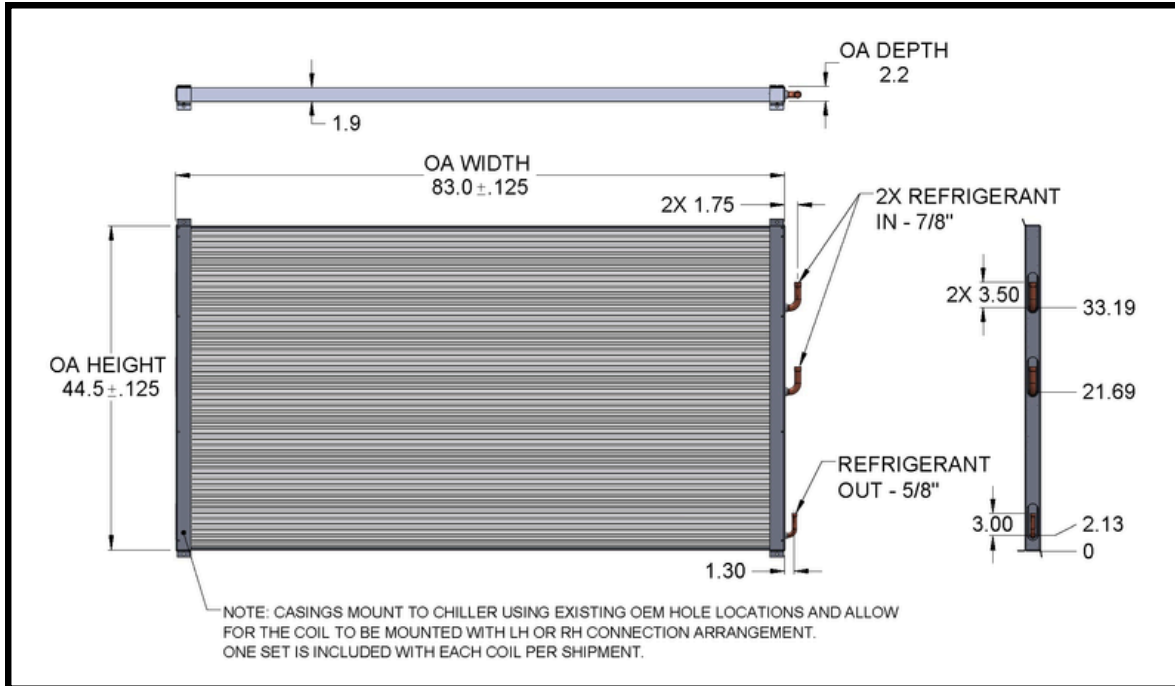 OA DEPTH
2.2
1.9
OA WIDTH
83.0 ±.125
2X 1.75
2X REFRIGERANT
IN - 7/8"
2X 3.50
33.19
OA HEIGHT
44.5 ±.125
21.69
REFRIGERANT
OUT - 5/8"
3.00
2.13
0
1.30
NOTE: CASINGS MOUNT TO CHILLER USING EXISTING OEM HOLE LOCATIONS AND ALLOW
FOR THE COIL TO BE MOUNTED WITH LH OR RH CONNECTION ARRANGEMENT.
ONE SET IS INCLUDED WITH EACH COIL PER SHIPMENT.